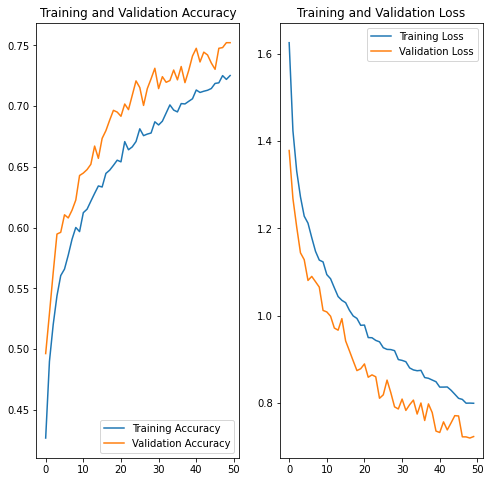 Training and Validation Accuracy
0.75
0.70
0.65
0.60
0.55
0.50
0.45
0 10 20 30 40 50
Training Accuracy
Validation Accuracy
Training and Validation Loss
1.6
1.4
1.2
1.0
0.8
0 10 20 30 40 50
Training Loss
Validation Loss